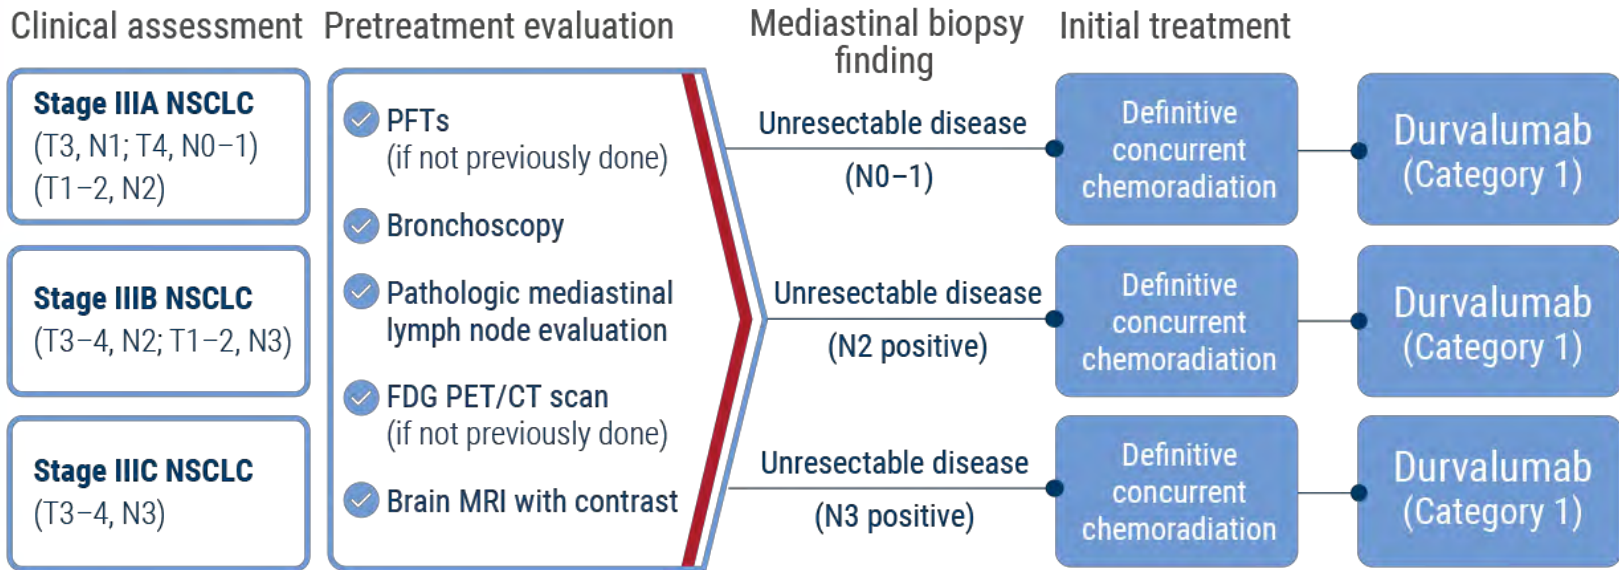 Clinical assessment
Pretreatment evaluation
Mediastinal biopsy
finding
Initial treatment
Stage IIIA NSCLC
(T3, N1; T4, N0–1)
(T1–2, N2)
Stage IIIB NSCLC
(T3–4, N2; T1–2, N3)
Stage IIIC NSCLC
(T3–4, N3)
PFTs
(if not previously done)
Bronchoscopy
Pathologic mediastinal
lymph node evaluation
FDG PET/CT scan
(if not previously done)
Brain MRI with contrast
Unresectable disease
(N0–1)
Definitive
concurrent
chemoradiation
Durvalumab
(Category 1)
Unresectable disease
(N2 positive)
Definitive
concurrent
chemoradiation
Durvalumab
(Category 1)
Unresectable disease
(N3 positive)
Definitive
concurrent
chemoradiation
Durvalumab
(Category 1)